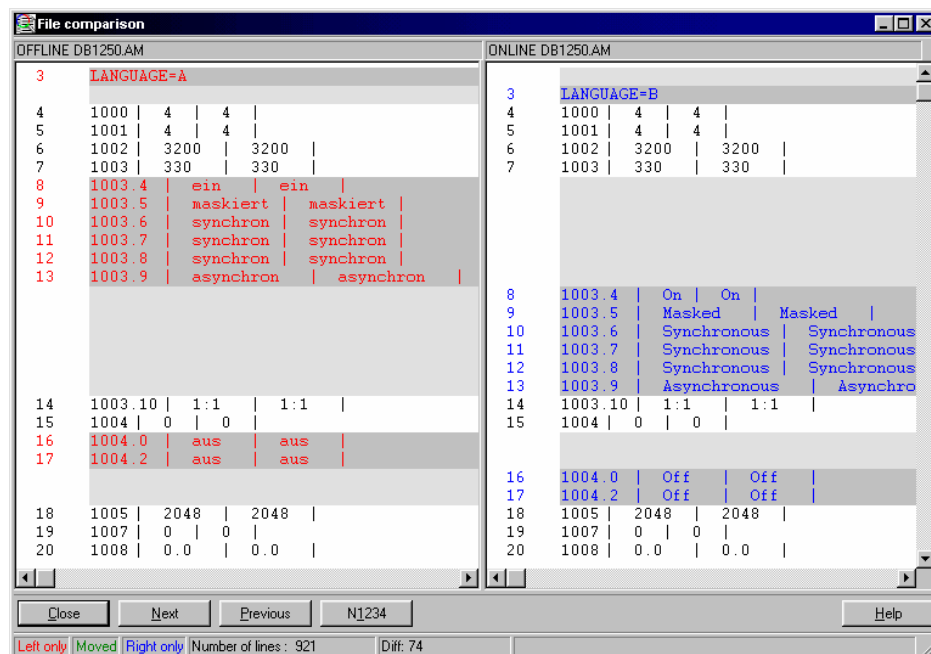 File comparison
OFFLINE DB1250.AM
3 LANGUAGE=A
4 1000 | 4 | 4 |
5 1001 | 4 | 4 |
6 1002 | 3200 | 3200 |
7 1003 | 330 | 330 |
8 1003.4 | ein | ein |
9 1003.5 | maskiert | maskiert |
10 1003.6 | synchron | synchron |
11 1003.7 | synchron | synchron |
12 1003.8 | synchron | synchron |
13 1003.9 | asynchron | asynchron |
14 1003.10 | 1:1 | 1:1 |
15 1004 | 0 | 0 |
16 1004.0 | aus | aus |
17 1004.2 | aus | aus |
18 1005 | 2048 | 2048 |
19 1007 | 0 | 0 |
20 1008 | 0.0 | 0.0 |
ONLINE DB1250.AM
3 LANGUAGE=B
4 1000 | 4 | 4 |
5 1001 | 4 | 4 |
6 1002 | 3200 | 3200 |
7 1003 | 330 | 330 |
8 1003.4 | On | On |
9 1003.5 | Masked | Masked |
10 1003.6 | Synchronous | Synchronous
11 1003.7 | Synchronous | Synchronous
12 1003.8 | Synchronous | Synchronous
13 1003.9 | Asynchronous | Asynchro
14 1003.10 | 1:1 | 1:1 |
15 1004 | 0 | 0 |
16 1004.0 | Off | Off |
17 1004.2 | Off | Off |
18 1005 | 2048 | 2048 |
19 1007 | 0 | 0 |
20 1008 | 0.0 | 0.0 |
Close Next Previous N1234 Help
Left only Moved Right only Number of lines : 921 Diff: 74